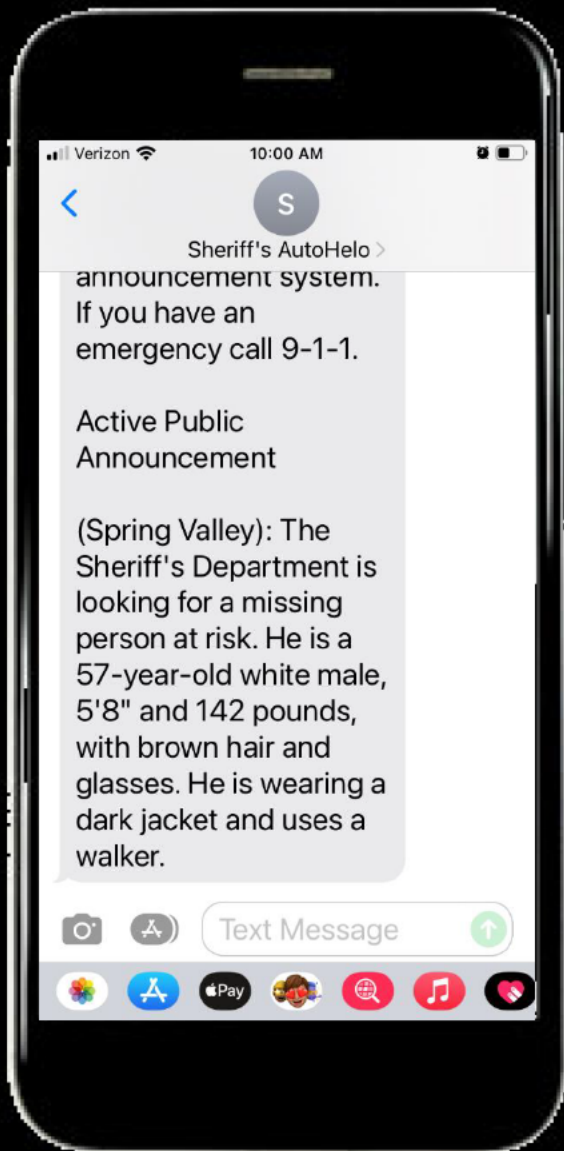 Verizon 10:00 AM
S
Sheriff's AutoHelo
announcement system.
If you have an
emergency call 9-1-1.
Active Public
Announcement
(Spring Valley): The
Sheriff's Department is
looking for a missing
person at risk. He is a
57-year-old white male,
5'8" and 142 pounds,
with brown hair and
glasses. He is wearing a
dark jacket and uses a
walker.
Text Message
Pay